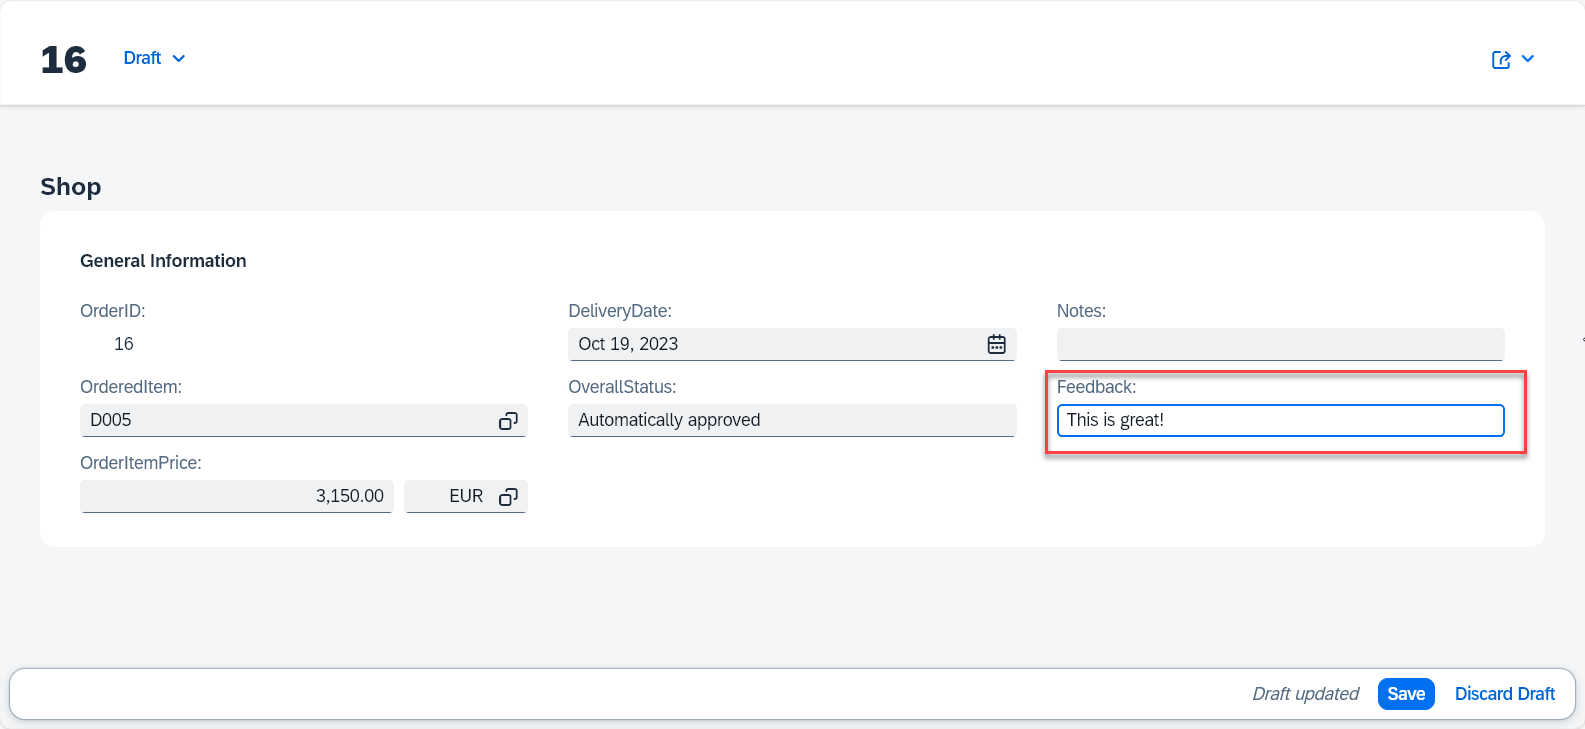 16 Draft
Shop
General Information
OrderID:
16
OrderedItem:
D005
OrderItemPrice:
3,150.00 EUR
DeliveryDate:
Oct 19, 2023
OverallStatus:
Automatically approved
Notes:
Feedback:
This is great!
Draft updated Save Discard Draft